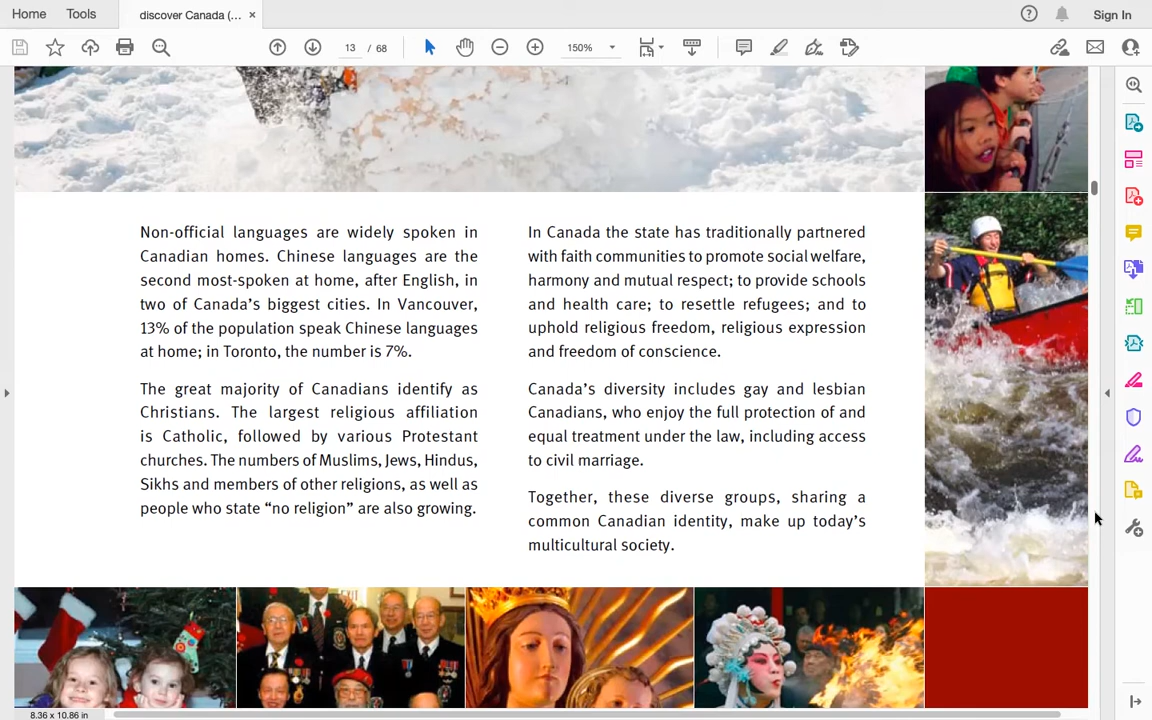 Home
Tools
discover Canada (... ×
Sign In
13 / 68
150%
Non-official languages are widely spoken in
Canadian homes. Chinese languages are the
second most-spoken at home, after English, in
two of Canada's biggest cities. In Vancouver,
13% of the population speak Chinese languages
at home; in Toronto, the number is 7%.
The great majority of Canadians identify as
Christians. The largest religious affiliation
is Catholic, followed by various Protestant
churches. The numbers of Muslims, Jews, Hindus,
Sikhs and members of other religions, as well as
people who state “no religion” are also growing.
In Canada the state has traditionally partnered
with faith communities to promote social welfare,
harmony and mutual respect; to provide schools
and health care; to resettle refugees; and to
uphold religious freedom, religious expression
and freedom of conscience.
Canada’s diversity includes gay and lesbian
Canadians, who enjoy the full protection of and
equal treatment under the law, including access
to civil marriage.
Together, these diverse groups, sharing a
common Canadian identity, make up today’s
multicultural society.
EXIT
8.36 x 10.86 in